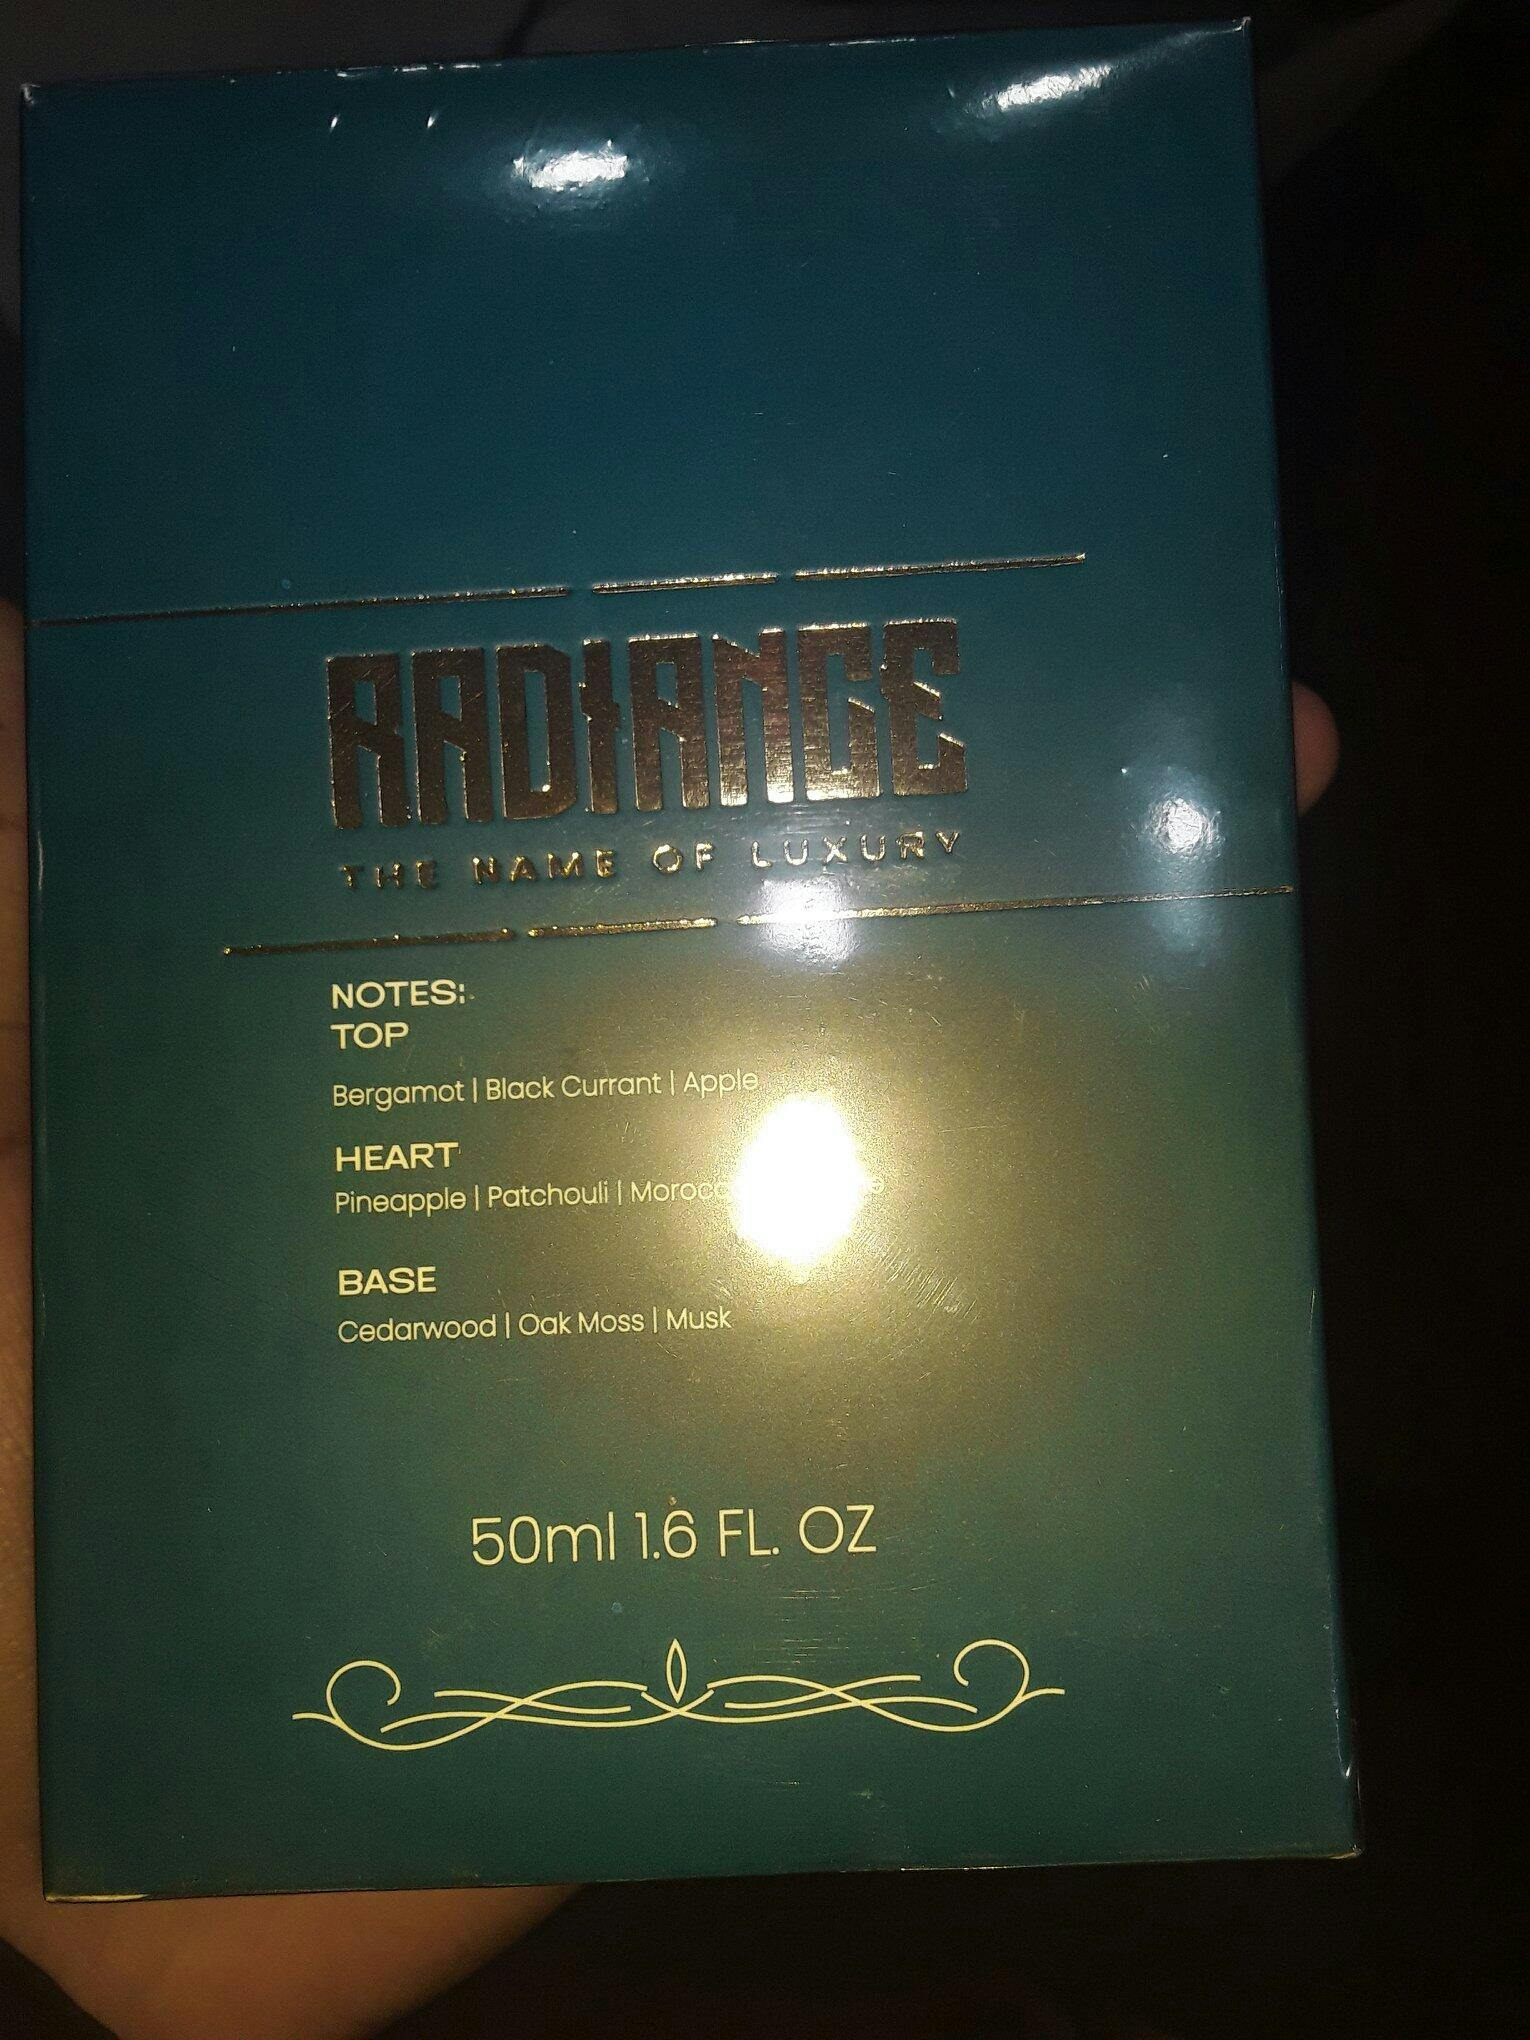 RADIANCE
THE NAME OF LUXURY
NOTES:
TOP
Bergamot | Black Currant | Apple
HEART
Pineapple | Patchouli |
BASE
Cedarwood | Oak Moss | Musk
50ml 1.6 FL. OZ